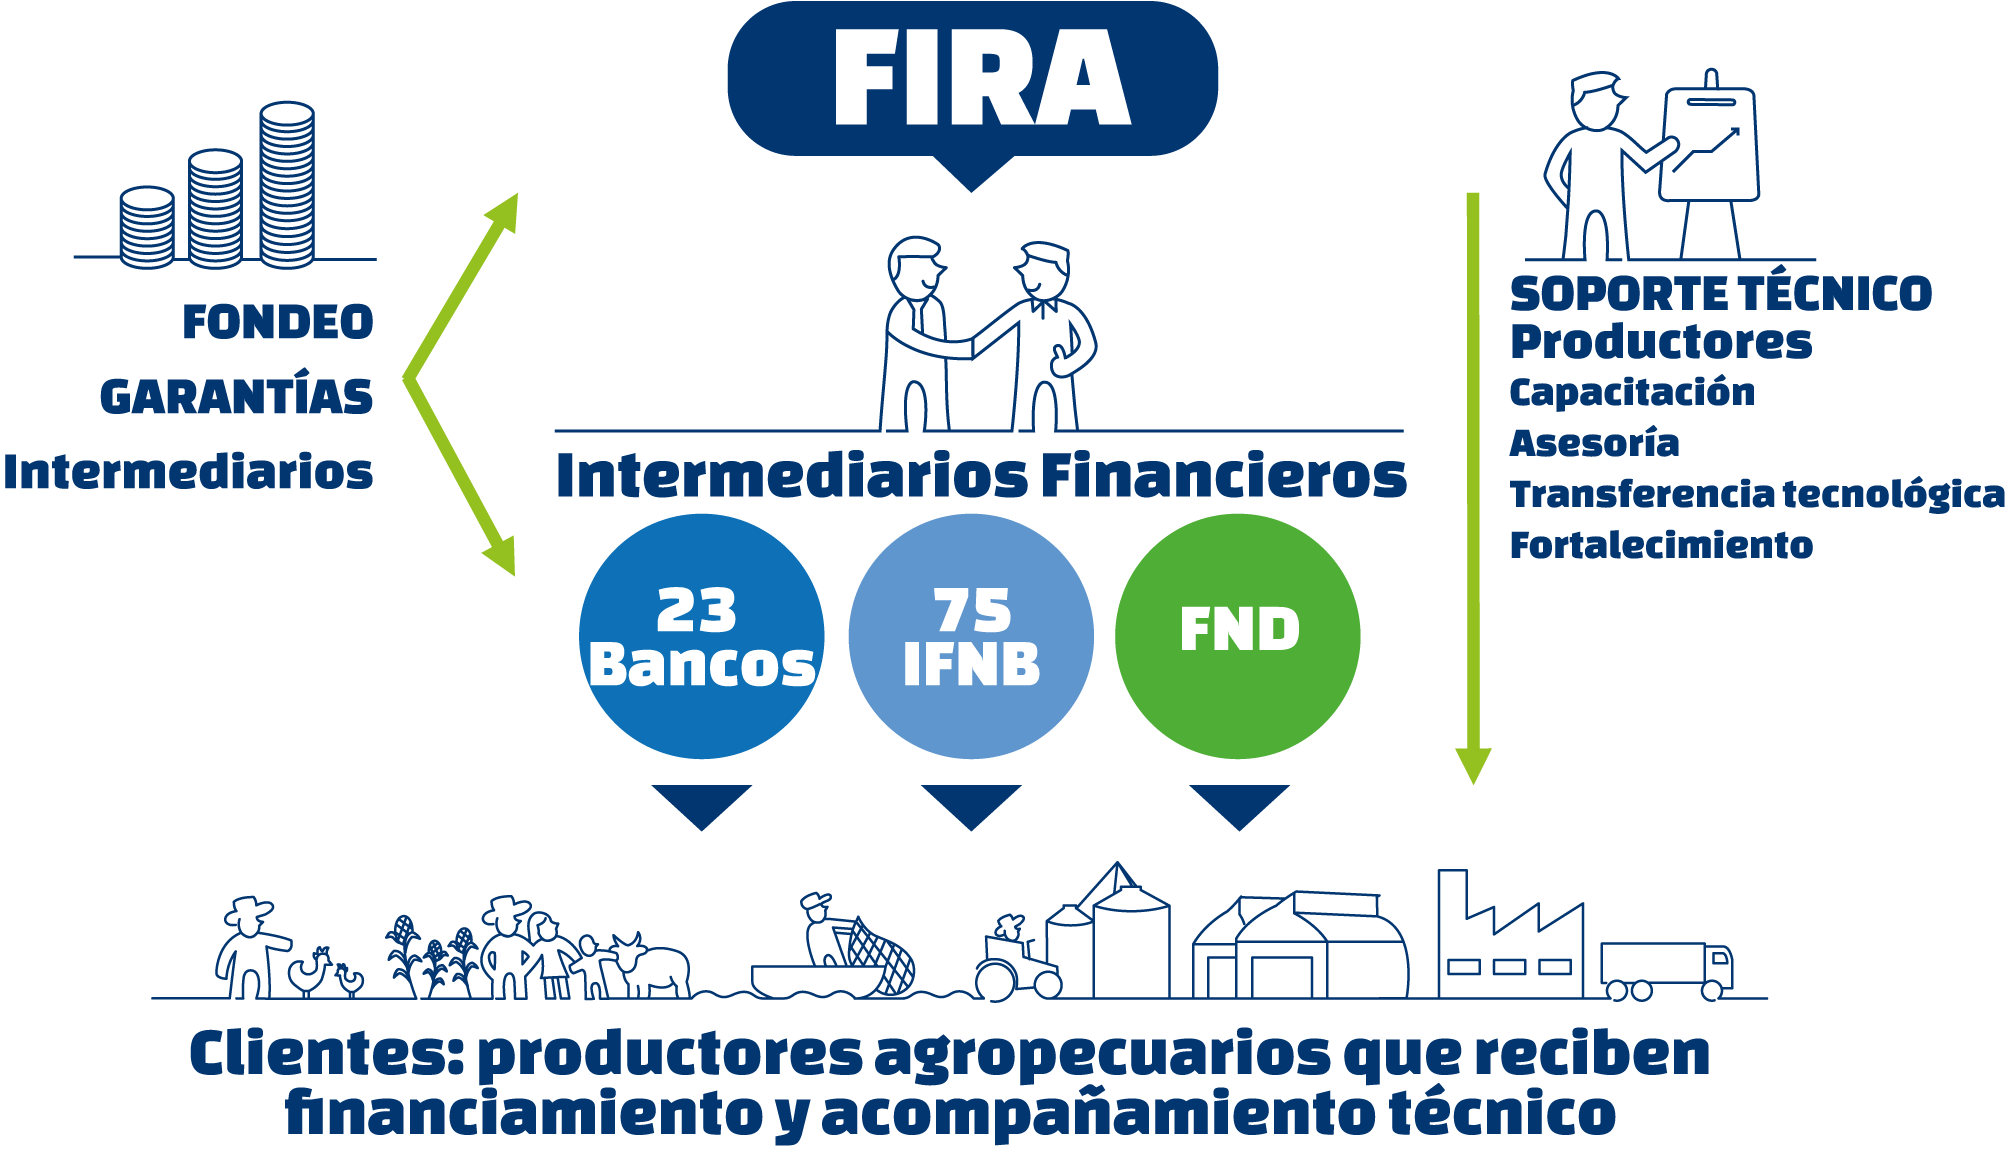 FIRA
FONDEO
GARANTÍAS
Intermediarios
Intermediarios Financieros
23
Bancos
75
IFNB
FND
SOPORTE TÉCNICO
Productores
Capacitación
Asesoría
Transferencia tecnológica
Fortalecimiento
Clientes: productores agropecuarios que reciben
financiamiento y acompañamiento técnico